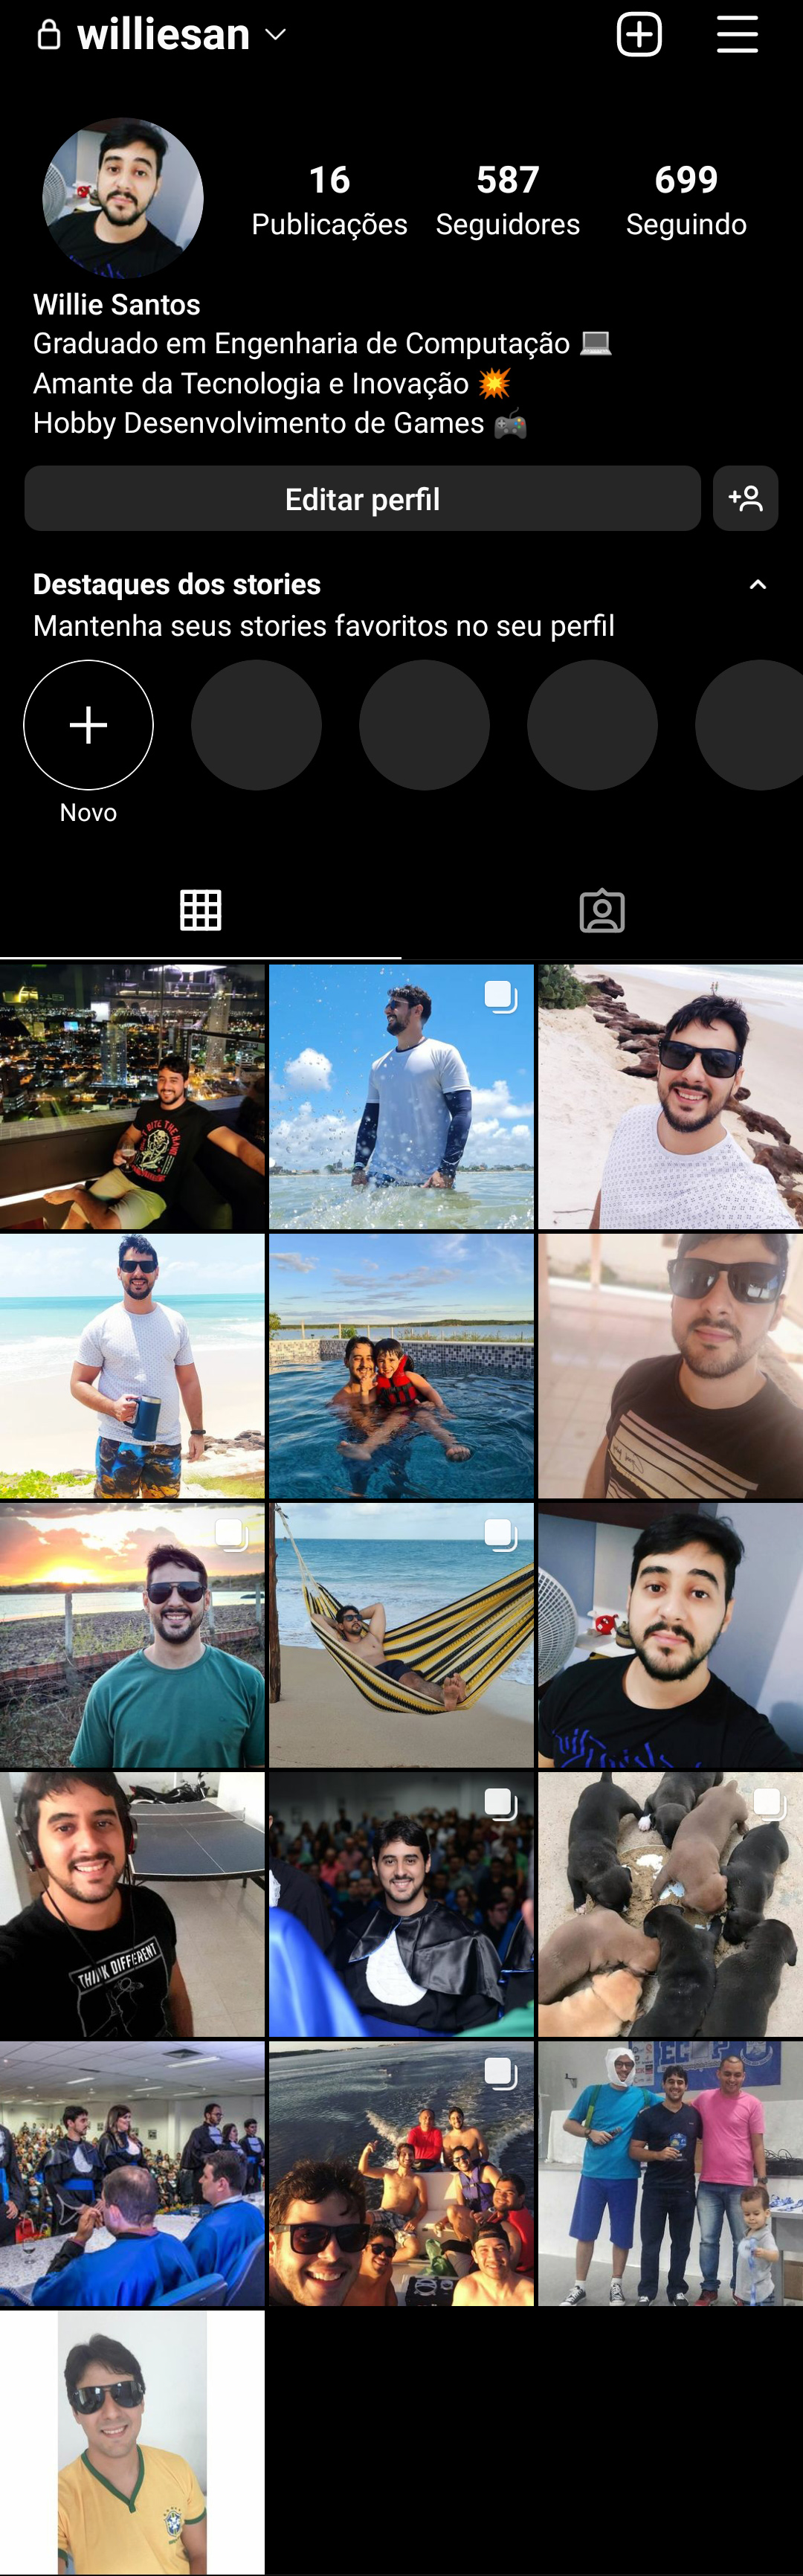 williesan
16 587 699
Publicações Seguidores Seguindo
Willie Santos
Graduado em Engenharia de Computação 💻
Amante da Tecnologia e Inovação 💥
Hobby Desenvolvimento de Games 🎮
Editar perfil
Destaques dos stories
Mantenha seus stories favoritos no seu perfil
Novo
BITE THE HAND
THINK DIFFERENT